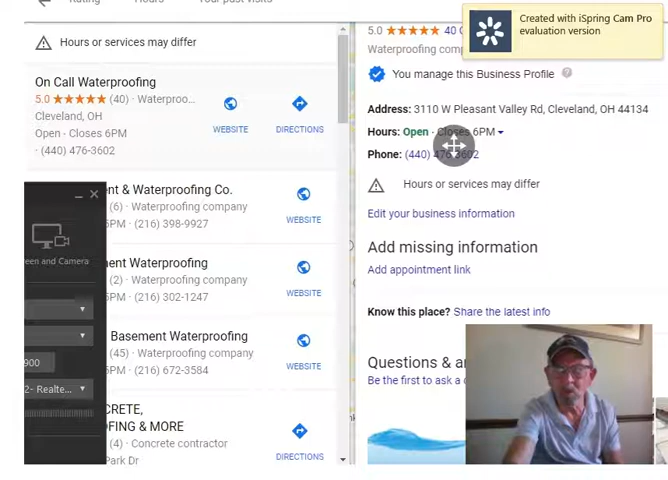 Rating Hours Your past visits
Hours or services may differ
On Call Waterproofing
5.0 (40) · Waterproo...
Cleveland, OH
Open · Closes 6PM
· (440) 476-3602
WEBSITE
DIRECTIONS
nt & Waterproofing Co.
(6) · Waterproofing company
PM · (216) 398-9927
WEBSITE
ment Waterproofing
(2) · Waterproofing company
5PM · (216) 302-1247
WEBSITE
Basement Waterproofing
(45) · Waterproofing company
5PM · (216) 672-3584
WEBSITE
CRETE,
OFING & MORE
(4) · Concrete contractor
Park Dr
DIRECTIONS
een and Camera
900
2- Realte...
Created with iSpring Cam Pro
evaluation version
5.0 40
Waterproofing comp
You manage this Business Profile
Address: 3110 W Pleasant Valley Rd, Cleveland, OH 44134
Hours: Open · Closes 6PM
Phone: (440) 476-3602
Hours or services may differ
Edit your business information
Add missing information
Add appointment link
Know this place? Share the latest info
Questions & an
Be the first to ask a